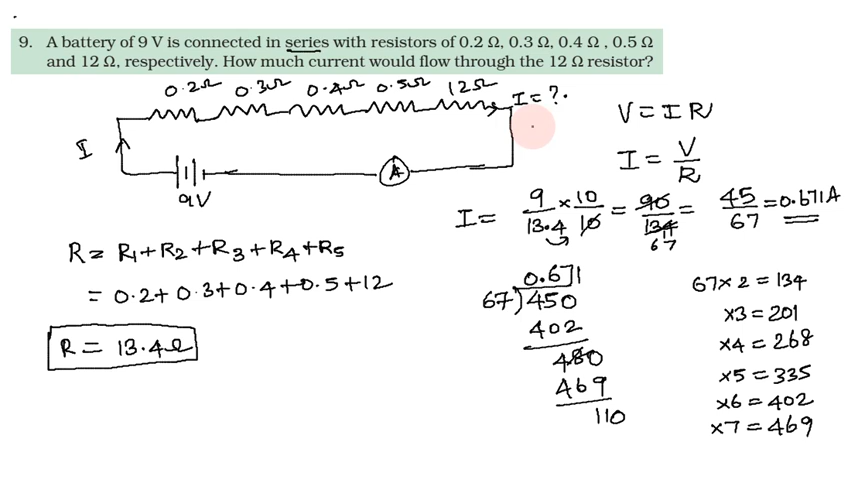 9. A battery of 9 V is connected in series with resistors of 0.2 Ω, 0.3 Ω, 0.4 Ω , 0.5 Ω
and 12 Ω, respectively. How much current would flow through the 12 Ω resistor?
0.2Ω 0.3Ω 0.4Ω 0.5Ω 12Ω I=?.
I
A
9V
V = I R
I = V/R
I = 9/13.4 × 10/10 = 90/134 = 45/67 = 0.671A
67
R = R1+R2+R3+R4+R5
= 0.2+0.3+0.4+0.5+12
R = 13.4Ω
0.671
67)450
402
480
469
110
67×2 = 134
×3 = 201
×4 = 268
×5 = 335
×6 = 402
×7 = 469